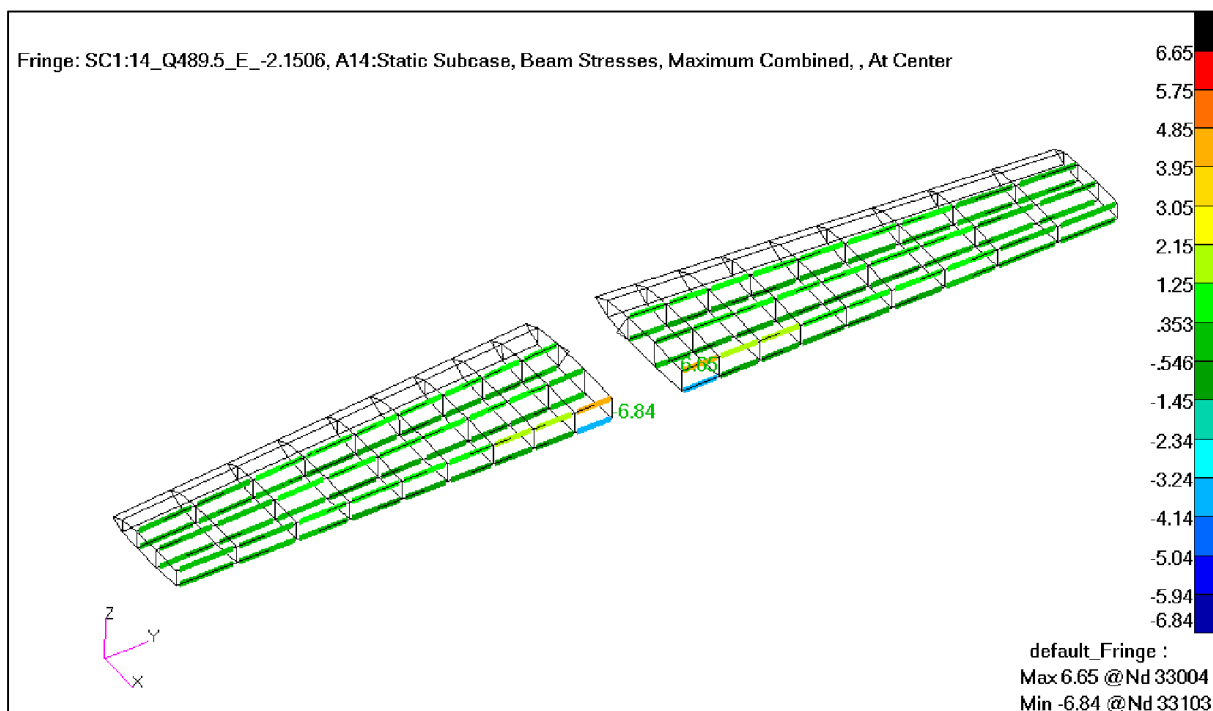 Fringe: SC1:14_Q489.5_E_-2.1506, A14:Static Subcase, Beam Stresses, Maximum Combined, , At Center
6.65
5.75
4.85
3.95
3.05
2.15
1.25
.353
-.546
-1.45
-2.34
-3.24
-4.14
-5.04
-5.94
-6.84
6.65
-6.84
Z
Y
X
default_Fringe :
Max 6.65 @Nd 33004
Min -6.84 @Nd 33103